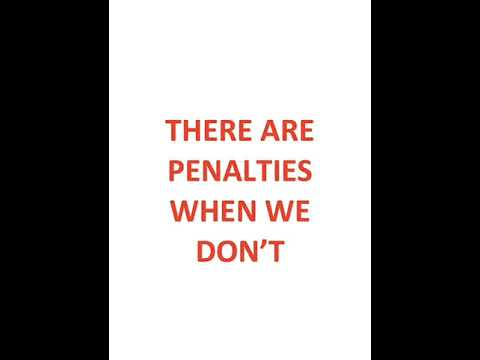 THERE ARE
PENALTIES
WHEN WE
DON’T